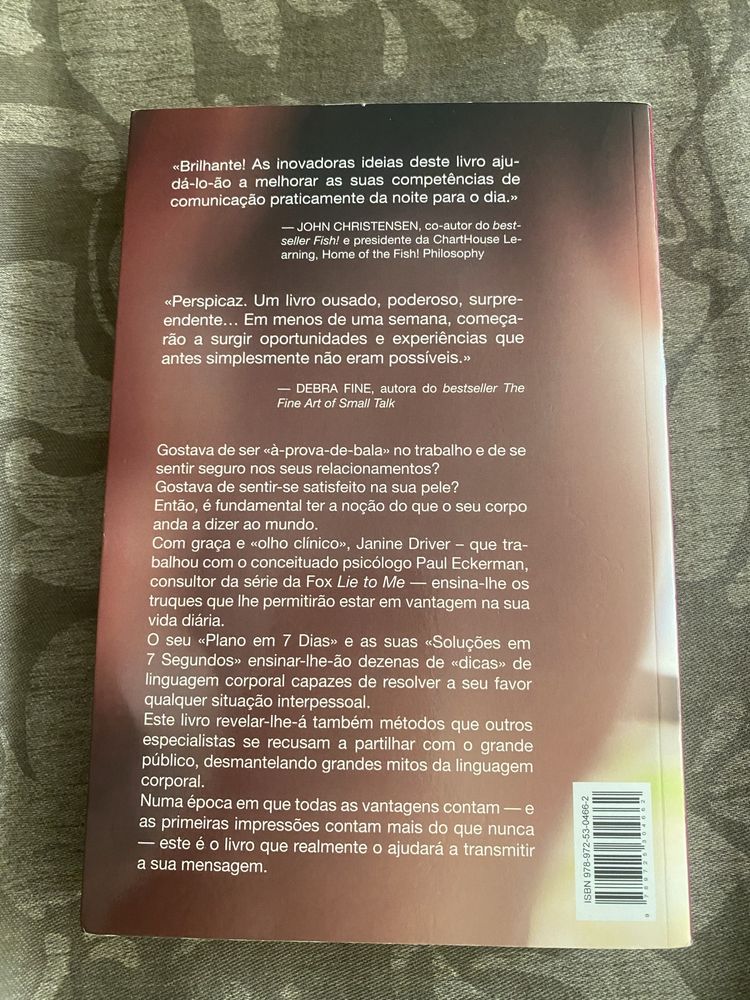 «Brilhante! As inovadoras ideias deste livro aju-
dá-lo-ão a melhorar as suas competências de
comunicação praticamente da noite para o dia.»
— JOHN CHRISTENSEN, co-autor do best-
seller Fish! e presidente da ChartHouse Le-
arning, Home of the Fish! Philosophy
«Perspicaz. Um livro ousado, poderoso, surpre-
endente... Em menos de uma semana, começa-
rão a surgir oportunidades e experiências que
antes simplesmente não eram possíveis.»
— DEBRA FINE, autora do bestseller The
Fine Art of Small Talk
Gostava de ser «à-prova-de-bala» no trabalho e de se
sentir seguro nos seus relacionamentos?
Gostava de sentir-se satisfeito na sua pele?
Então, é fundamental ter a noção do que o seu corpo
anda a dizer ao mundo.
Com graça e «olho clínico», Janine Driver – que tra-
balhou com o conceituado psicólogo Paul Eckerman,
consultor da série da Fox Lie to Me — ensina-lhe os
truques que lhe permitirão estar em vantagem na sua
vida diária.
O seu «Plano em 7 Dias» e as suas «Soluções em
7 Segundos» ensinar-lhe-ão dezenas de «dicas» de
linguagem corporal capazes de resolver a seu favor
qualquer situação interpessoal.
Este livro revelar-lhe-á também métodos que outros
especialistas se recusam a partilhar com o grande
público, desmantelando grandes mitos da linguagem
corporal.
Numa época em que todas as vantagens contam — e
as primeiras impressões contam mais do que nunca
— este é o livro que realmente o ajudará a transmitir
a sua mensagem.
ISBN 978-972-53-0466-2
9 789725 304662